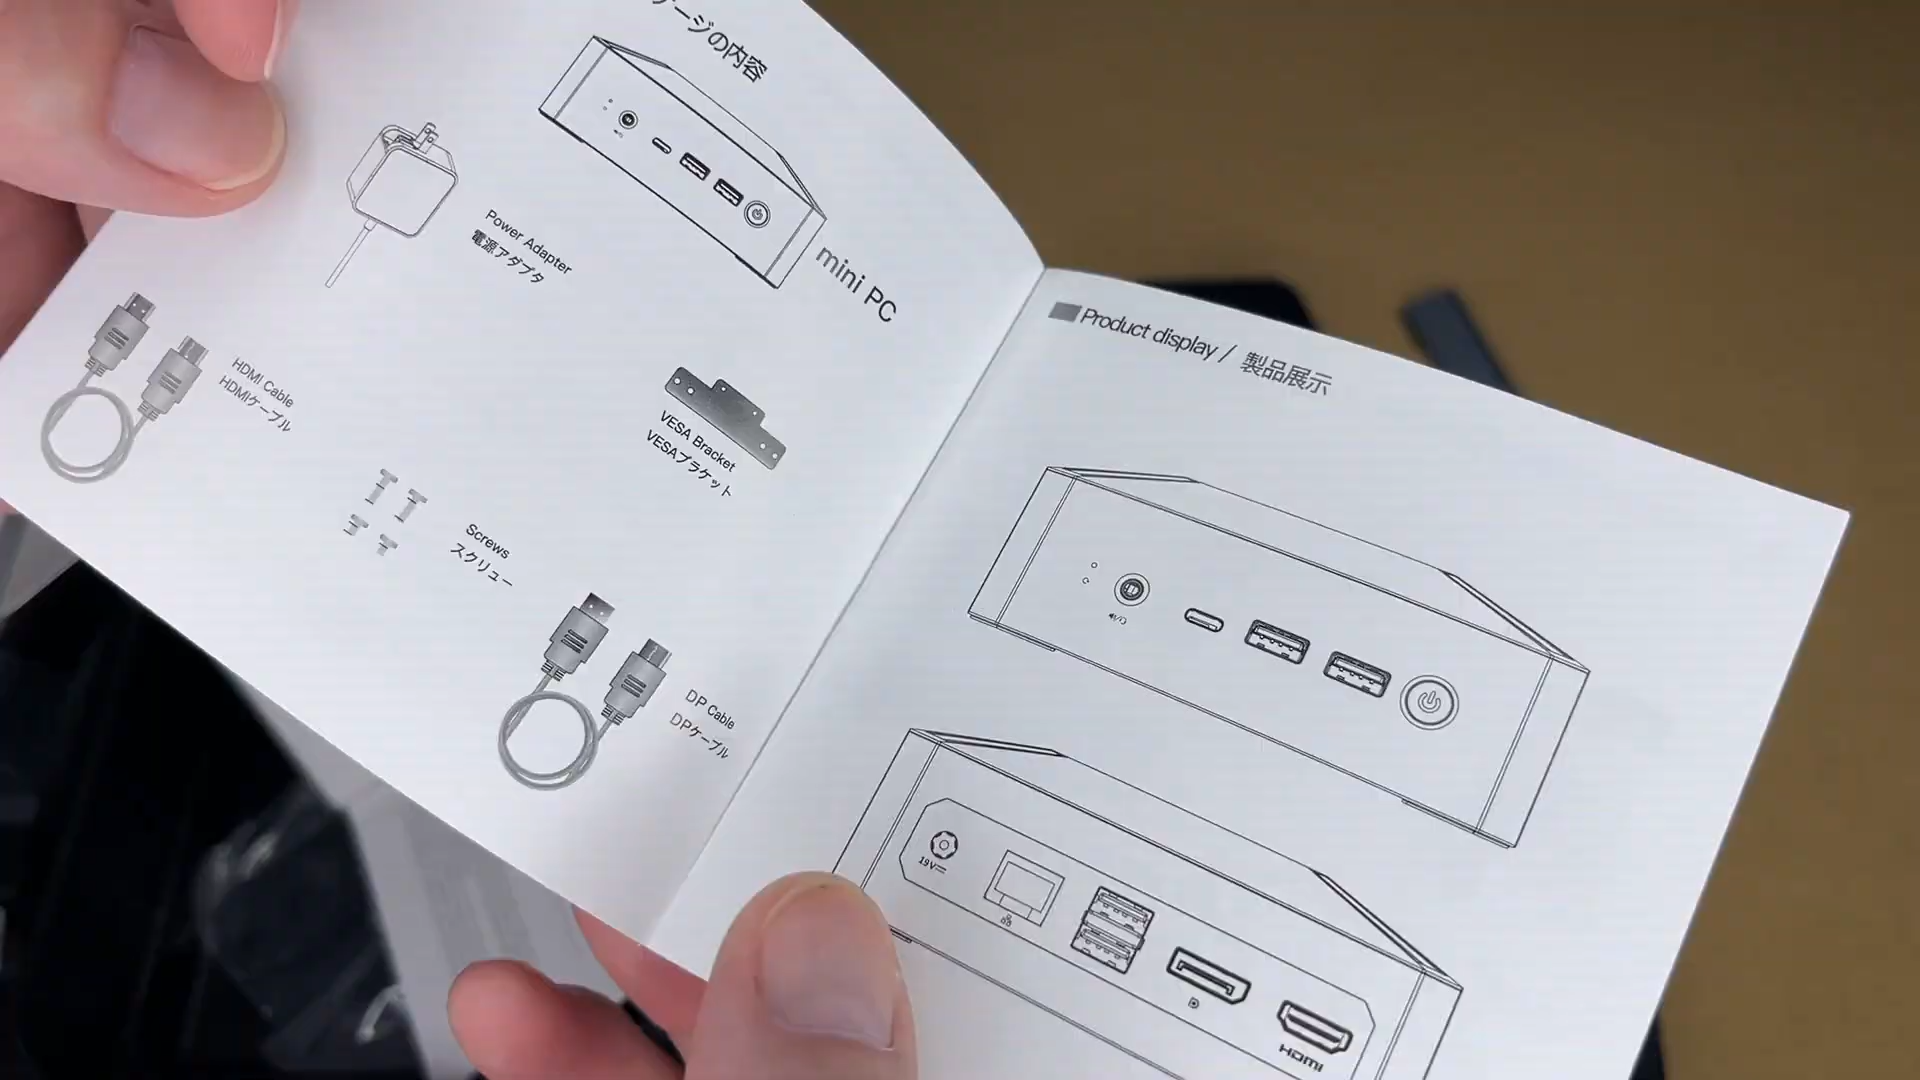 ージの内容
mini PC
Power Adapter
電源アダプタ
HDMI Cable
HDMIケーブル
VESA Bracket
VESAブラケット
Screws
スクリュー
DP Cable
DPケーブル
Product display / 製品展示
19V
D
HDMI